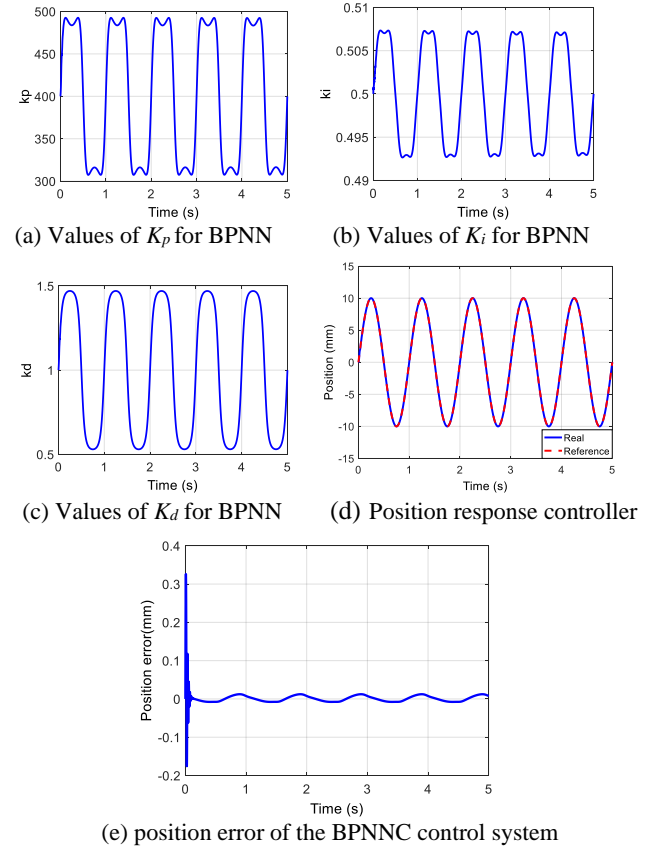 500
400
300
kp
0 1 2 3 4 5
Time (s)
(a) Values of Kp for BPNN
0.51
0.505
0.5
0.495
0.49
ki
0 1 2 3 4 5
Time (s)
(b) Values of Ki for BPNN
1.5
1
0.5
kd
0 1 2 3 4 5
Time (s)
(c) Values of Kd for BPNN
15
10
5
0
-5
-10
-15
Position (mm)
Real
Reference
0 1 2 3 4 5
Time (s)
(d) Position response controller
0.4
0.3
0.2
0.1
0
-0.1
-0.2
Position error(mm)
0 1 2 3 4 5
Time (s)
(e) position error of the BPNNC control system